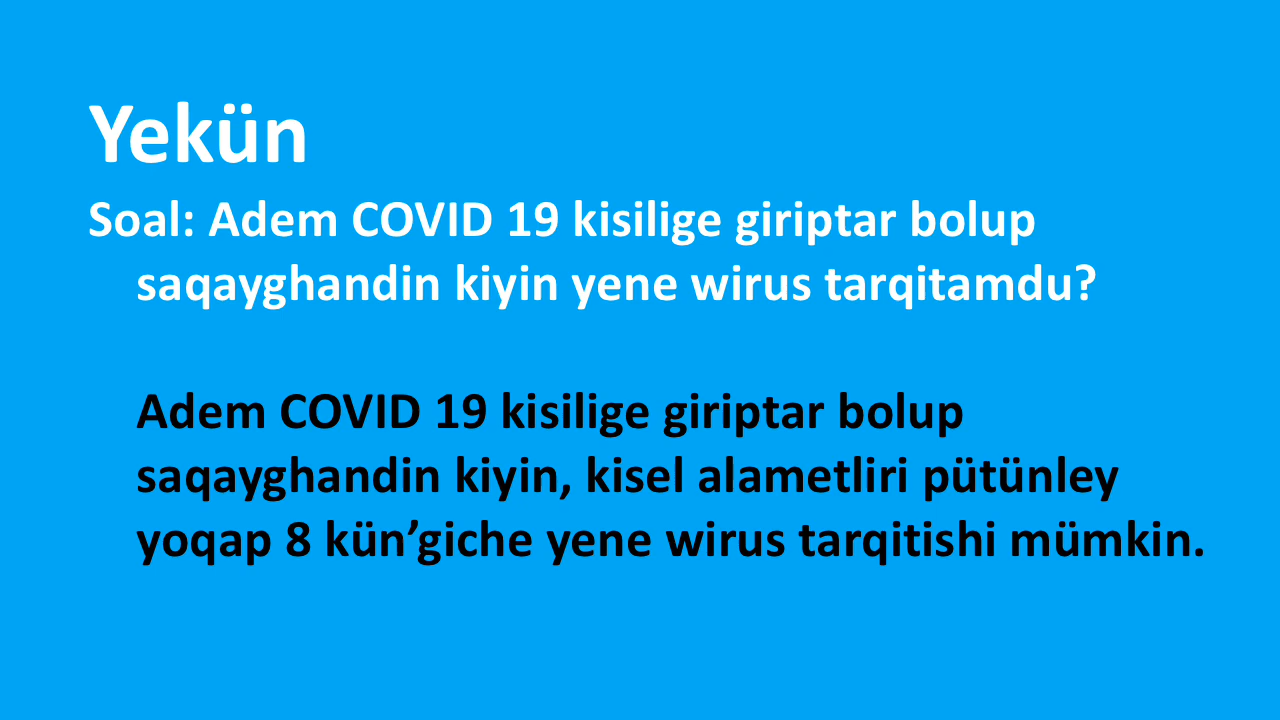 Yekün
Soal: Adem COVID 19 kisilige giriptar bolup
saqayghandin kiyin yene wirus tarqitamdu?
Adem COVID 19 kisilige giriptar bolup
saqayghandin kiyin, kisel alametliri pütünley
yoqap 8 kün’giche yene wirus tarqitishi mümkin.